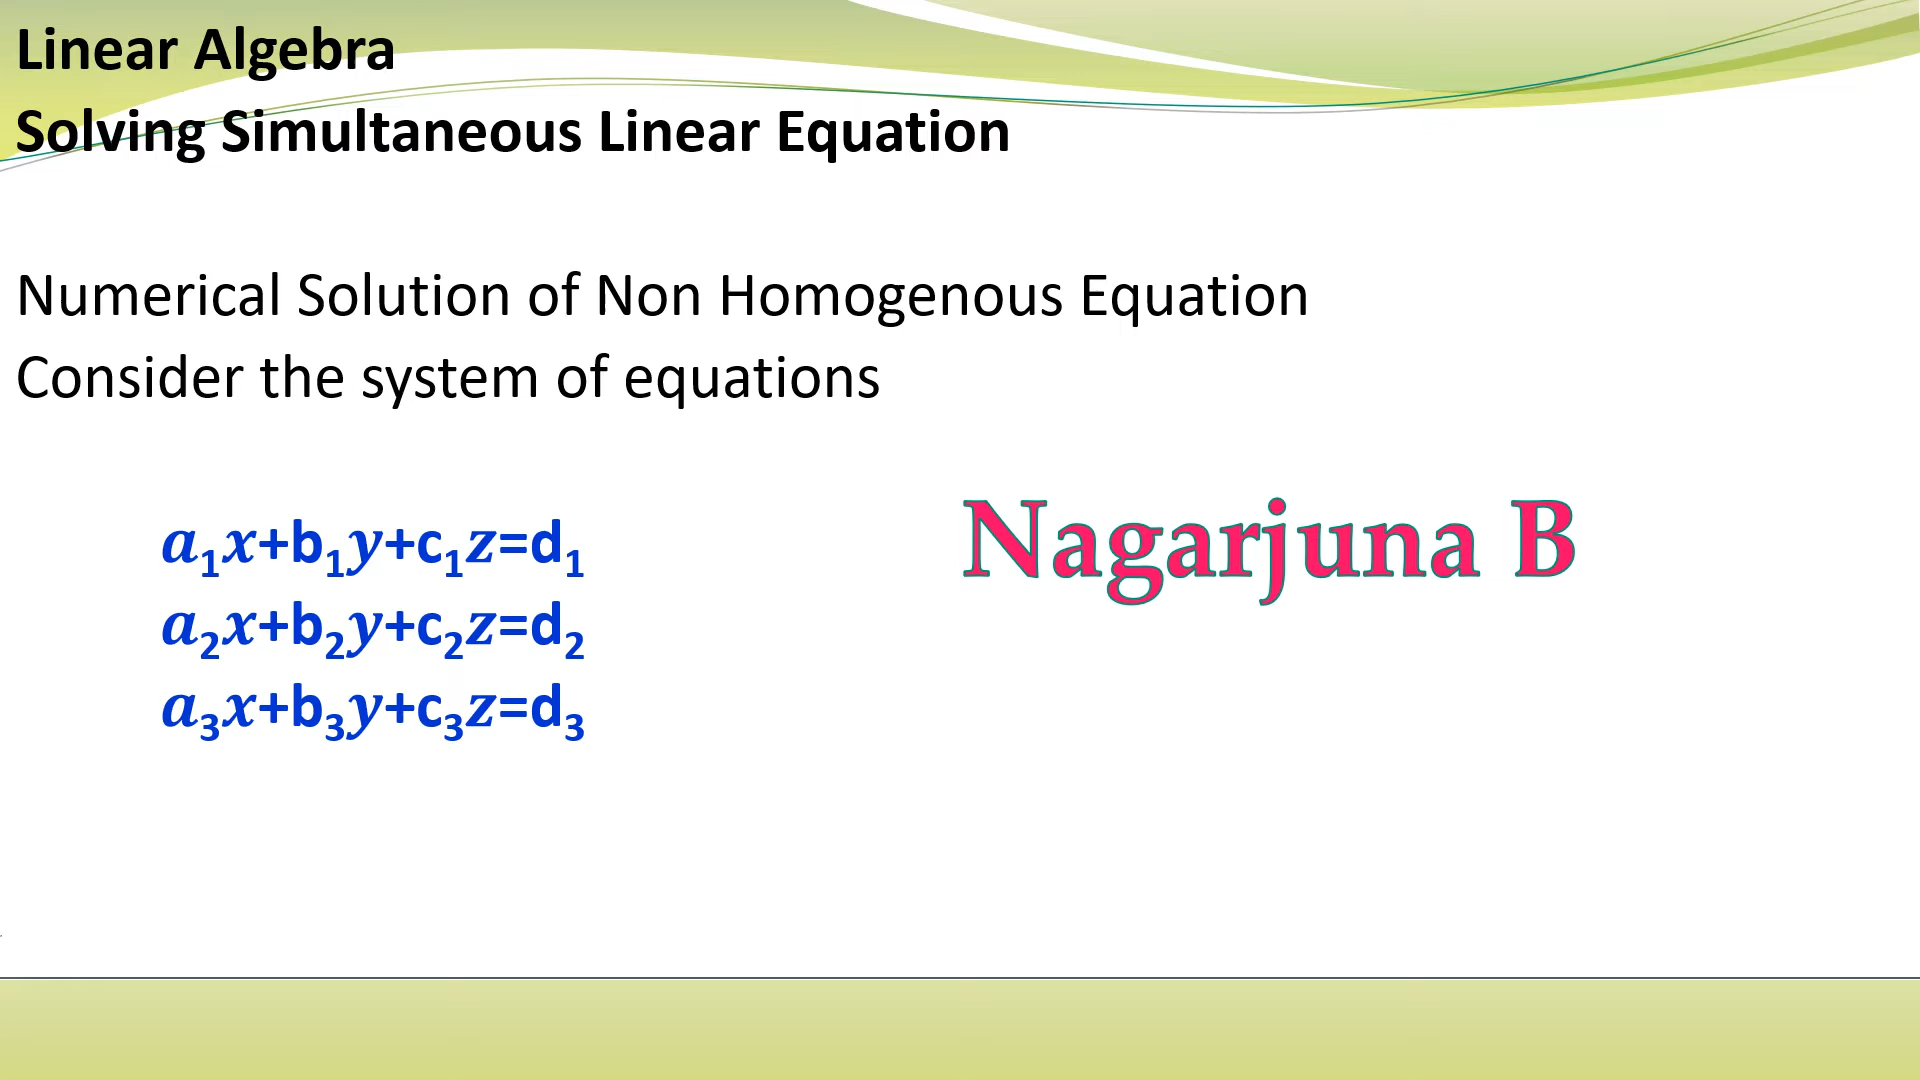 Linear Algebra
Solving Simultaneous Linear Equation
Numerical Solution of Non Homogenous Equation
Consider the system of equations
a₁x+b₁y+c₁z=d₁
a₂x+b₂y+c₂z=d₂
a₃x+b₃y+c₃z=d₃
Nagarjuna B